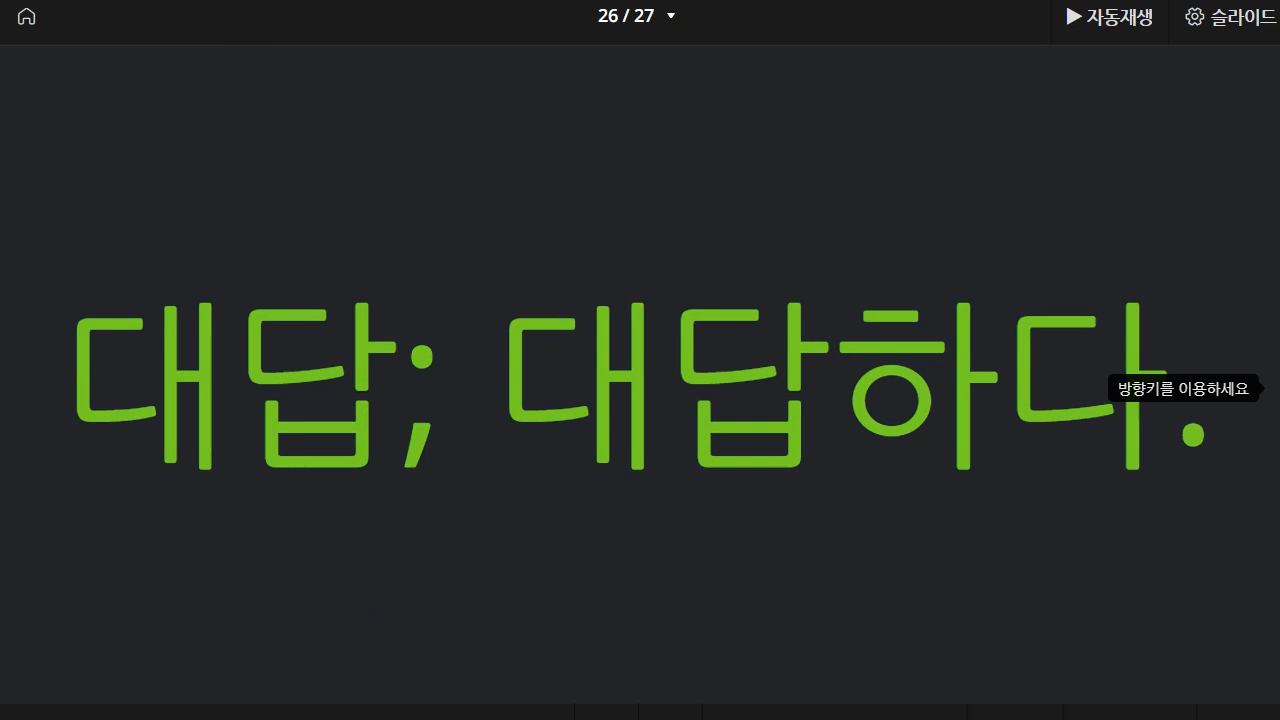 26 / 27
자동재생
슬라이드
대답; 대답하다.
방향키를 이용하세요